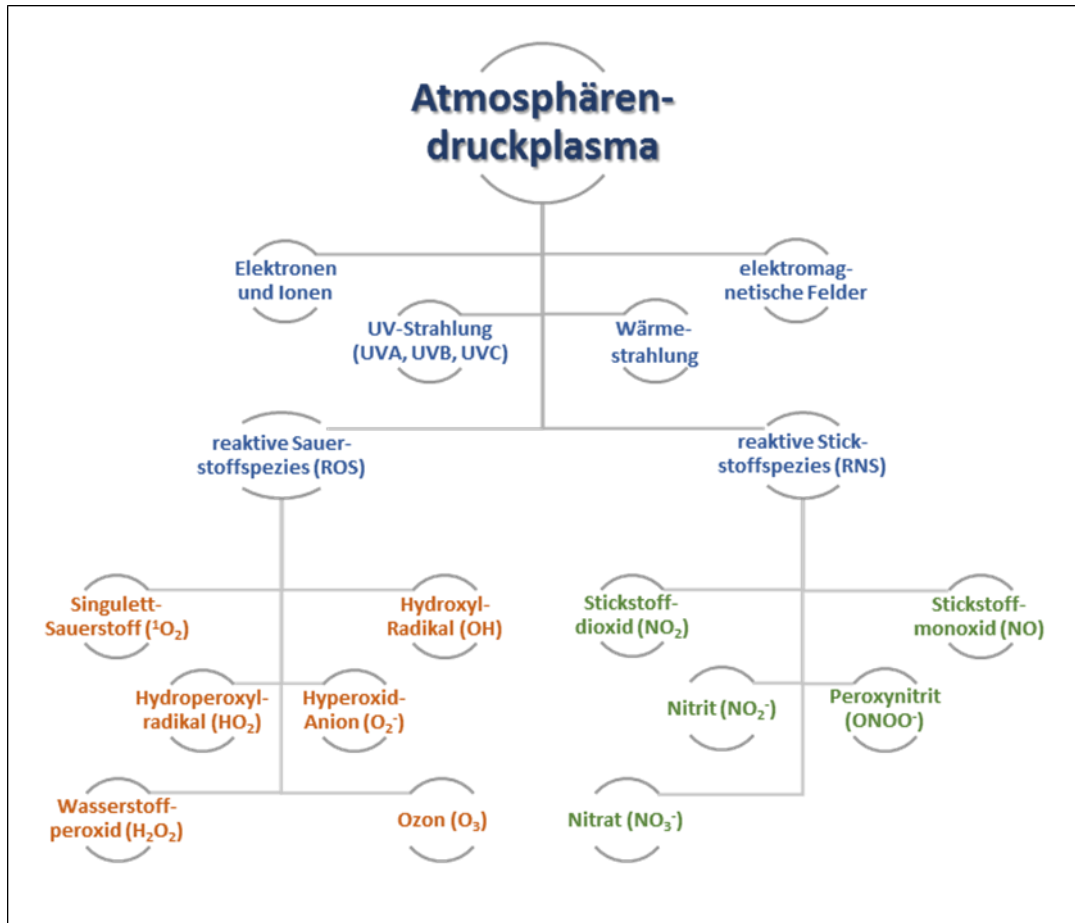 Atmosphären-
druckplasma
Elektronen
und Ionen
elektromag-
netische Felder
UV-Strahlung
(UVA, UVB, UVC)
Wärme-
strahlung
reaktive Sauer-
stoffspezies (ROS)
reaktive Stick-
stoffspezies (RNS)
Singulett-
Sauerstoff (¹O₂)
Hydroxyl-
Radikal (OH)
Hydroperoxyl-
radikal (HO₂)
Hyperoxid-
Anion (O₂⁻)
Wasserstoff-
peroxid (H₂O₂)
Ozon (O₃)
Stickstoff-
dioxid (NO₂)
Stickstoff-
monoxid (NO)
Nitrit (NO₂⁻)
Peroxynitrit
(ONOO⁻)
Nitrat (NO₃⁻)